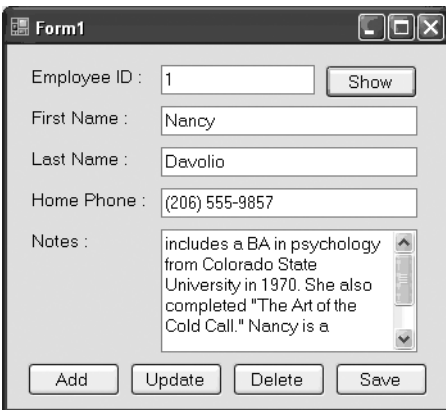 Form1
Employee ID : 1 Show
First Name : Nancy
Last Name : Davolio
Home Phone : (206) 555-9857
Notes : includes a BA in psychology
from Colorado State
University in 1970. She also
completed "The Art of the
Cold Call." Nancy is a
Add Update Delete Save